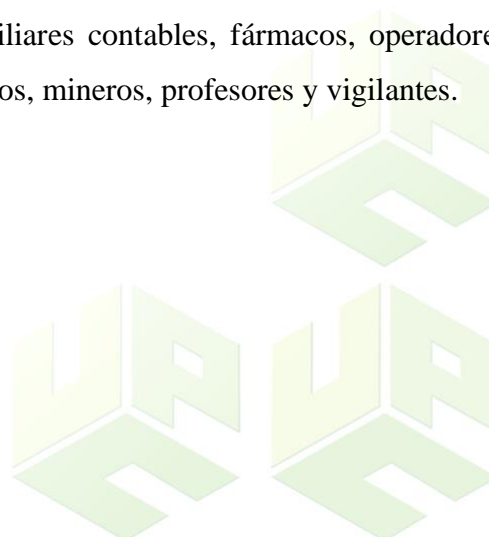 iliares contables, fármacos, operadore
os, mineros, profesores y vigilantes.